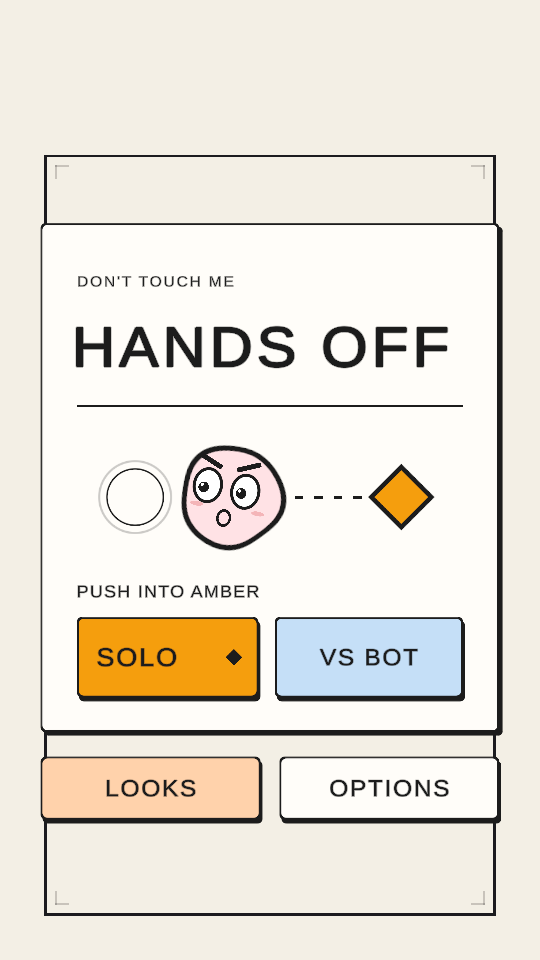 DON'T TOUCH ME
HANDS OFF
PUSH INTO AMBER
SOLO
VS BOT
LOOKS
OPTIONS